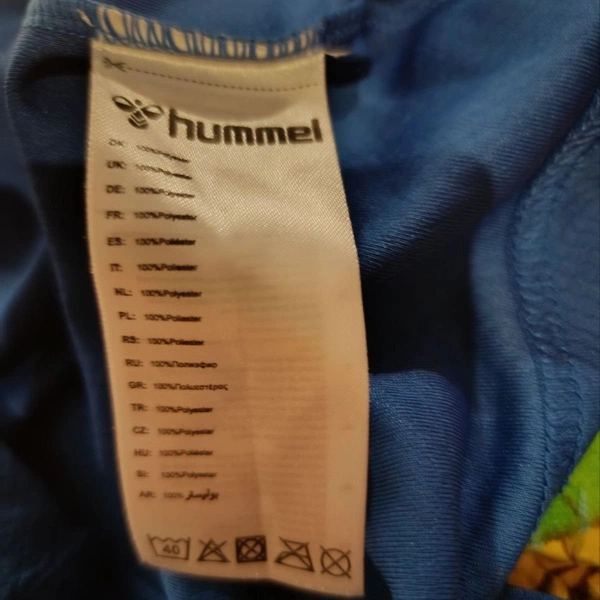 hummel
DK: 100%Polyester
UK: 100%Polyester
DE: 100%Polyester
FR: 100%Polyester
ES: 100%Poliéster
IT: 100%Poliester
NL: 100%Polyester
PL: 100%Poliester
RS: 100%Poliester
RU: 100%Полиэфир
GR: 100%Πολυεστέρας
TR: 100%Polyester
CZ: 100%Polyester
HU: 100%Poliészter
SI: 100%Polyester
AR: 100% بوليستر
40